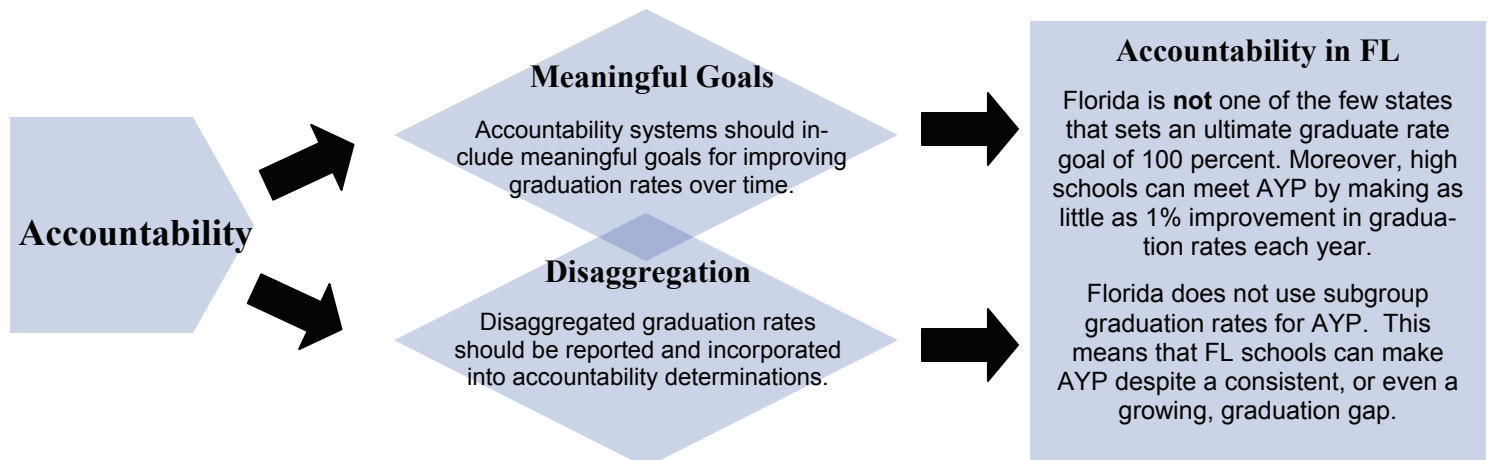 Accountability
Meaningful Goals
Accountability systems should in-
clude meaningful goals for improving
graduation rates over time.
Disaggregation
Disaggregated graduation rates
should be reported and incorporated
into accountability determinations.
Accountability in FL
Florida is not one of the few states
that sets an ultimate graduate rate
goal of 100 percent. Moreover, high
schools can meet AYP by making as
little as 1% improvement in gradua-
tion rates each year.
Florida does not use subgroup
graduation rates for AYP.  This
means that FL schools can make
AYP despite a consistent, or even a
growing, graduation gap.